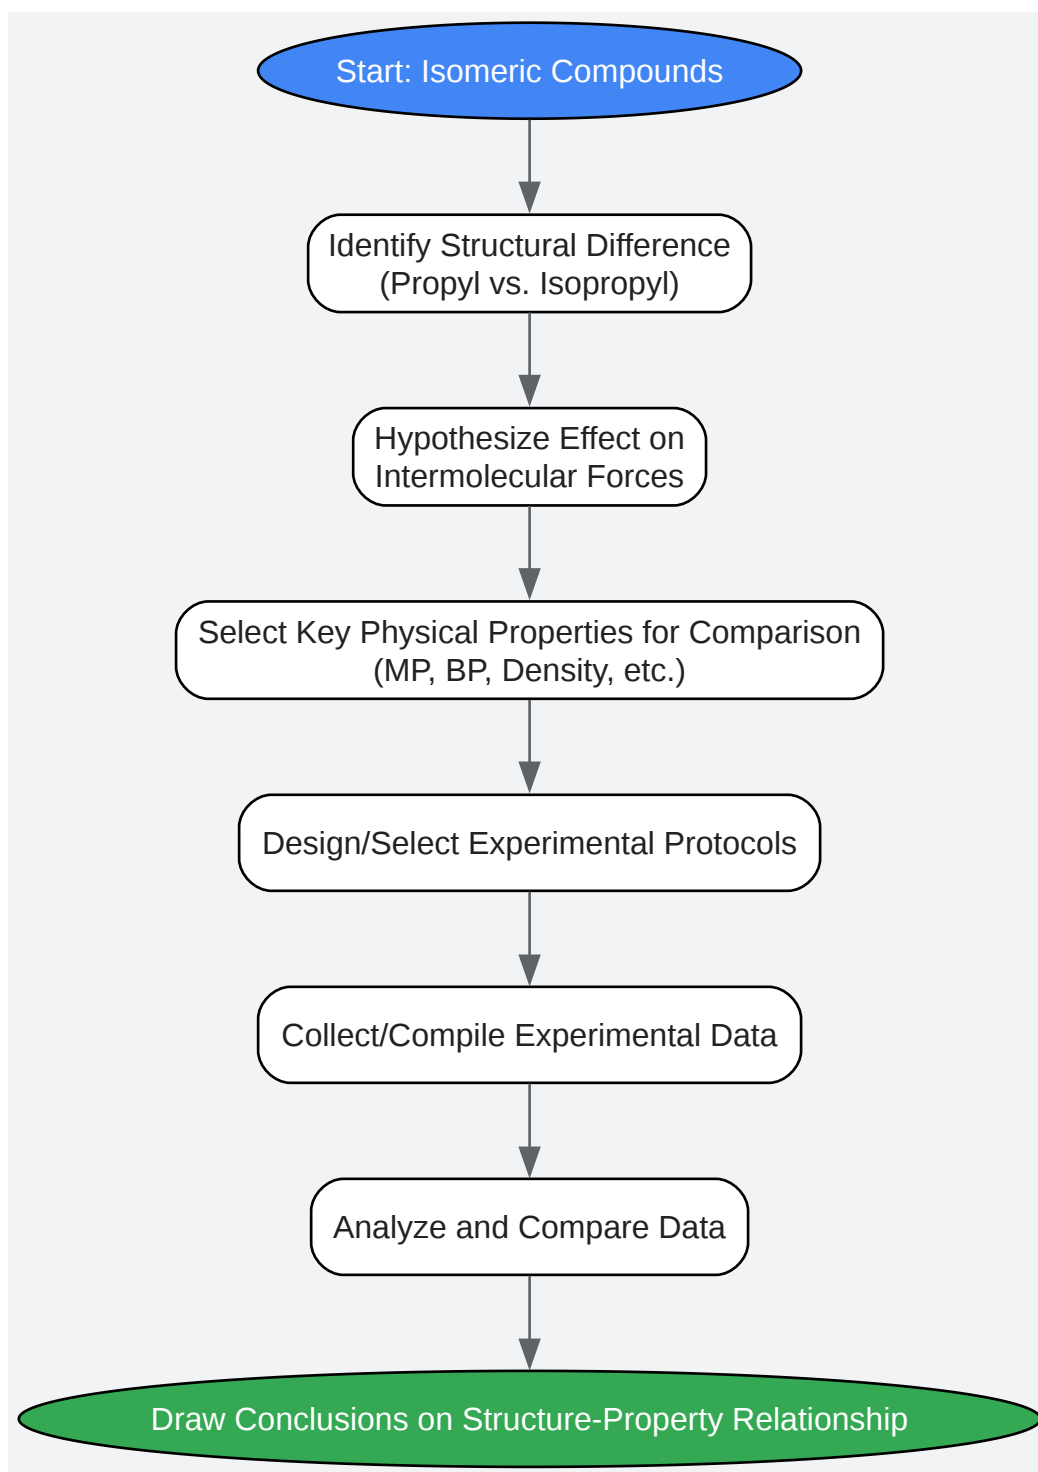 Start: Isomeric Compounds
Identify Structural Difference
(Propyl vs. Isopropyl)
Hypothesize Effect on
Intermolecular Forces
Select Key Physical Properties for Comparison
(MP, BP, Density, etc.)
Design/Select Experimental Protocols
Collect/Compile Experimental Data
Analyze and Compare Data
Draw Conclusions on Structure-Property Relationship